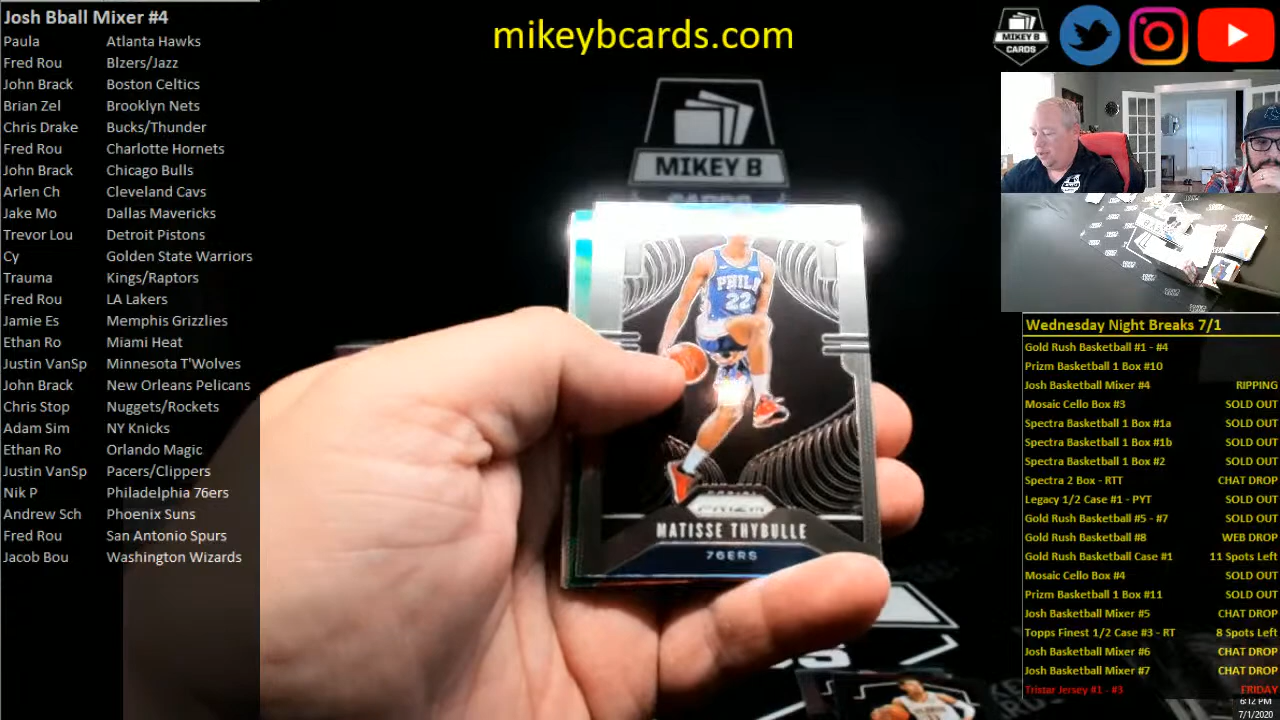 Josh Bball Mixer #4
Paula Atlanta Hawks
Fred Rou Blzers/Jazz
John Brack Boston Celtics
Brian Zel Brooklyn Nets
Chris Drake Bucks/Thunder
Fred Rou Charlotte Hornets
John Brack Chicago Bulls
Arlen Ch Cleveland Cavs
Jake Mo Dallas Mavericks
Trevor Lou Detroit Pistons
Cy Golden State Warriors
Trauma Kings/Raptors
Fred Rou LA Lakers
Jamie Es Memphis Grizzlies
Ethan Ro Miami Heat
Justin VanSp Minnesota T'Wolves
John Brack New Orleans Pelicans
Chris Stop Nuggets/Rockets
Adam Sim NY Knicks
Ethan Ro Orlando Magic
Justin VanSp Pacers/Clippers
Nik P Philadelphia 76ers
Andrew Sch Phoenix Suns
Fred Rou San Antonio Spurs
Jacob Bou Washington Wizards
mikeybcards.com
MIKEY B
CARDS
PHILA
22
PANINI
PRIZM
MATISSE THYBULLE
76ERS
MIKEY B
CARDS
Wednesday Night Breaks 7/1
Gold Rush Basketball #1 - #4
Prizm Basketball 1 Box #10
Josh Basketball Mixer #4 RIPPING
Mosaic Cello Box #3 SOLD OUT
Spectra Basketball 1 Box #1a SOLD OUT
Spectra Basketball 1 Box #1b SOLD OUT
Spectra Basketball 1 Box #2 SOLD OUT
Spectra 2 Box - RTT CHAT DROP
Legacy 1/2 Case #1 - PYT SOLD OUT
Gold Rush Basketball #5 - #7 SOLD OUT
Gold Rush Basketball #8 WEB DROP
Gold Rush Basketball Case #1 11 Spots Left
Mosaic Cello Box #4 SOLD OUT
Prizm Basketball 1 Box #11 SOLD OUT
Josh Basketball Mixer #5 CHAT DROP
Topps Finest 1/2 Case #3 - RT 8 Spots Left
Josh Basketball Mixer #6 CHAT DROP
Josh Basketball Mixer #7 CHAT DROP
Tristar Jersey #1 - #3 FRIDAY
6:12 PM
7/1/2020